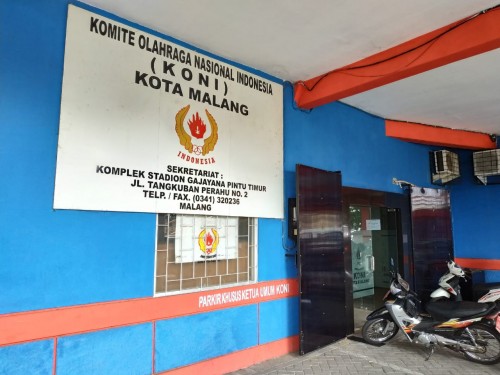 KOMITE OLAHRAGA NASIONAL INDONESIA
(KONI)
KOTA MALANG
INDONESIA
SEKRETARIAT :
KOMPLEK STADION GAJAYANA PINTU TIMUR
JL. TANGKUBAN PERAHU NO. 2
TELP. / FAX. (0341) 320236
MALANG
PARKIR KHUSUS KETUA UMUM KONI
KONI